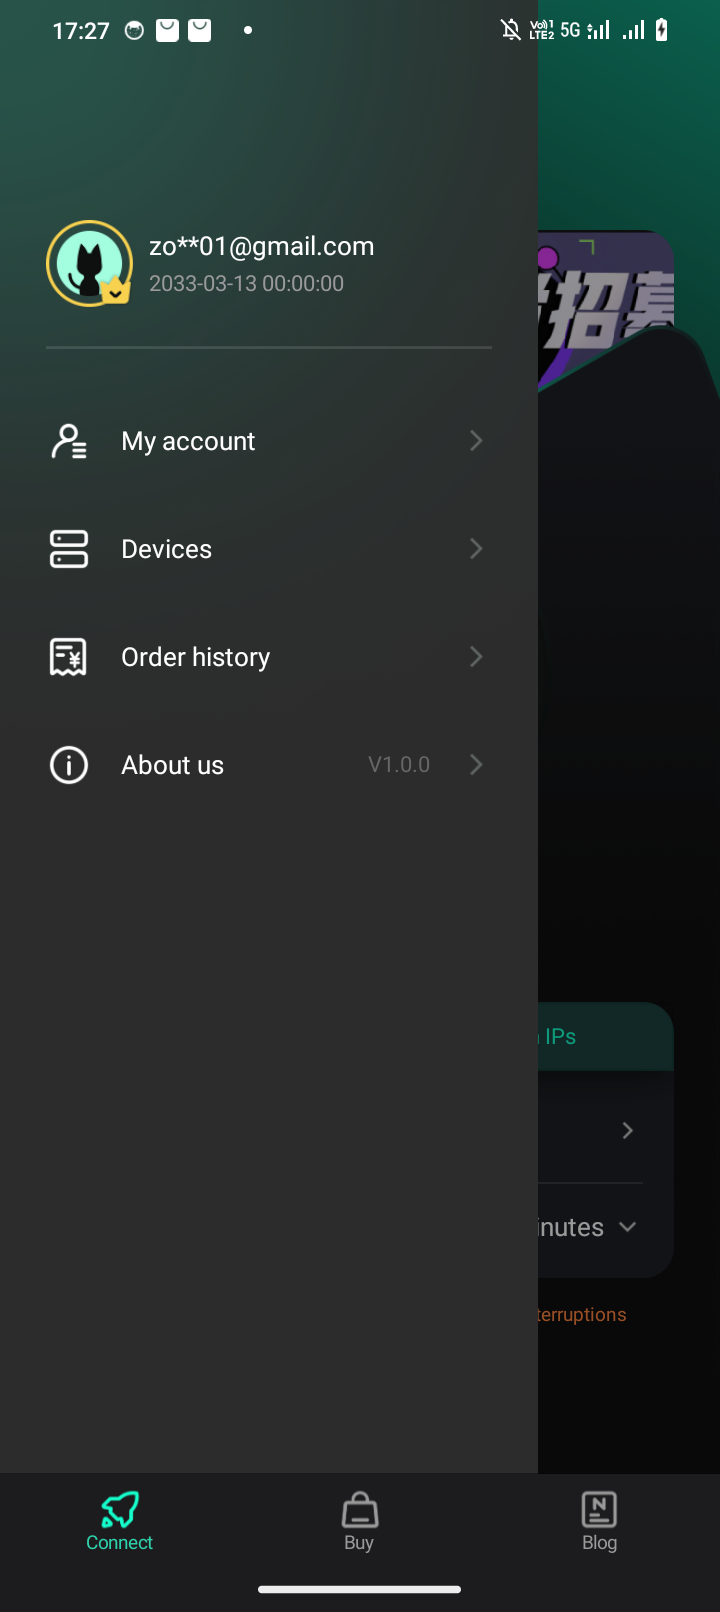 17:27
Vo))1 LTE2 5G
zo**01@gmail.com
2033-03-13 00:00:00
招募
My account
Devices
Order history
About us V1.0.0
IPs
inutes
terruptions
Connect Buy Blog